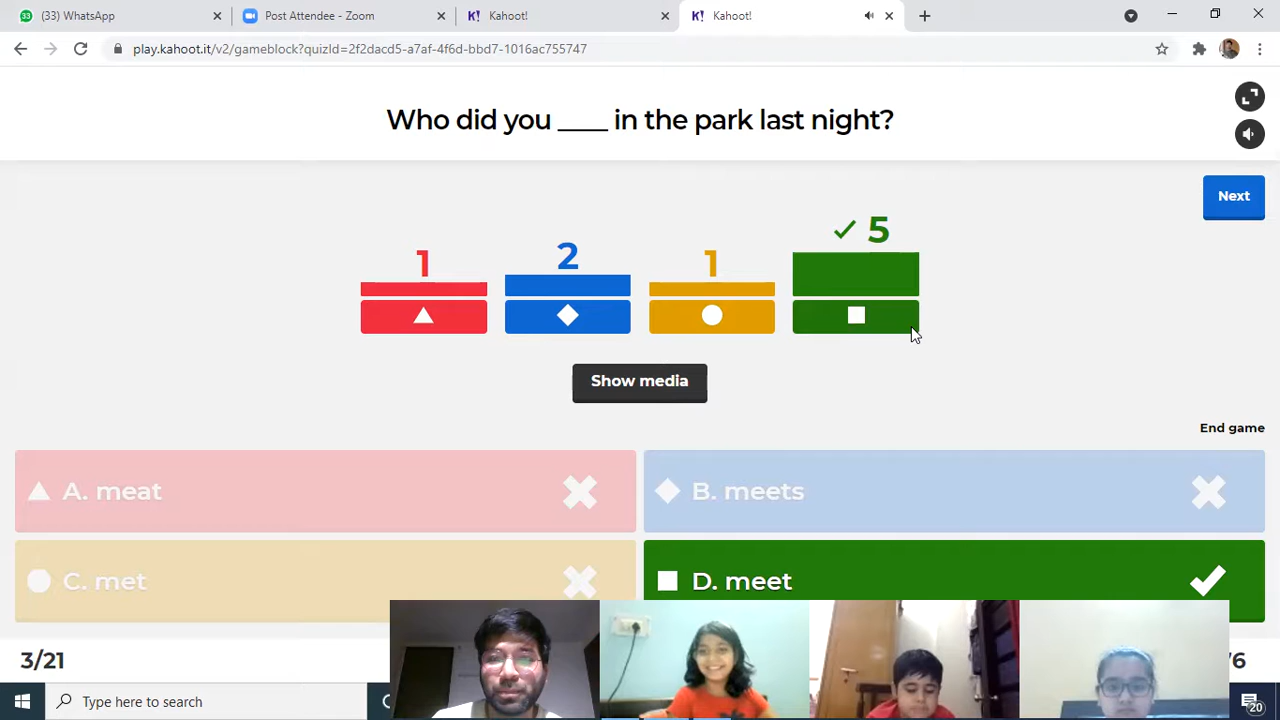 (33) WhatsApp
Post Attendee - Zoom
K! Kahoot!
K! Kahoot!
play.kahoot.it/v2/gameblock?quizId=2f2dacd5-a7af-4f6d-bbd7-1016ac755747
Who did you ____ in the park last night?
Next
1
2
1
5
Show media
End game
A. meat
B. meets
C. met
D. meet
3/21
Type here to search
20